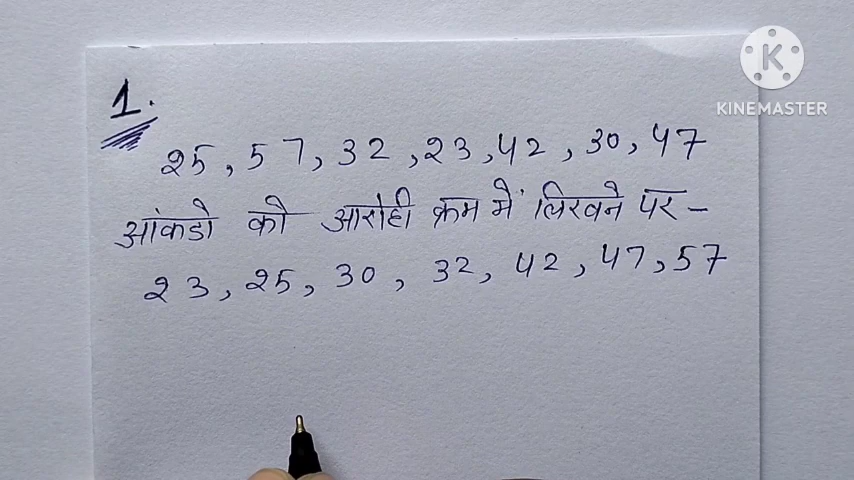 1.
25, 57, 32, 23, 42, 30, 47
आंकडो को आरोही क्रम में लिखने पर -
23, 25, 30, 32, 42, 47, 57
K
KINEMASTER